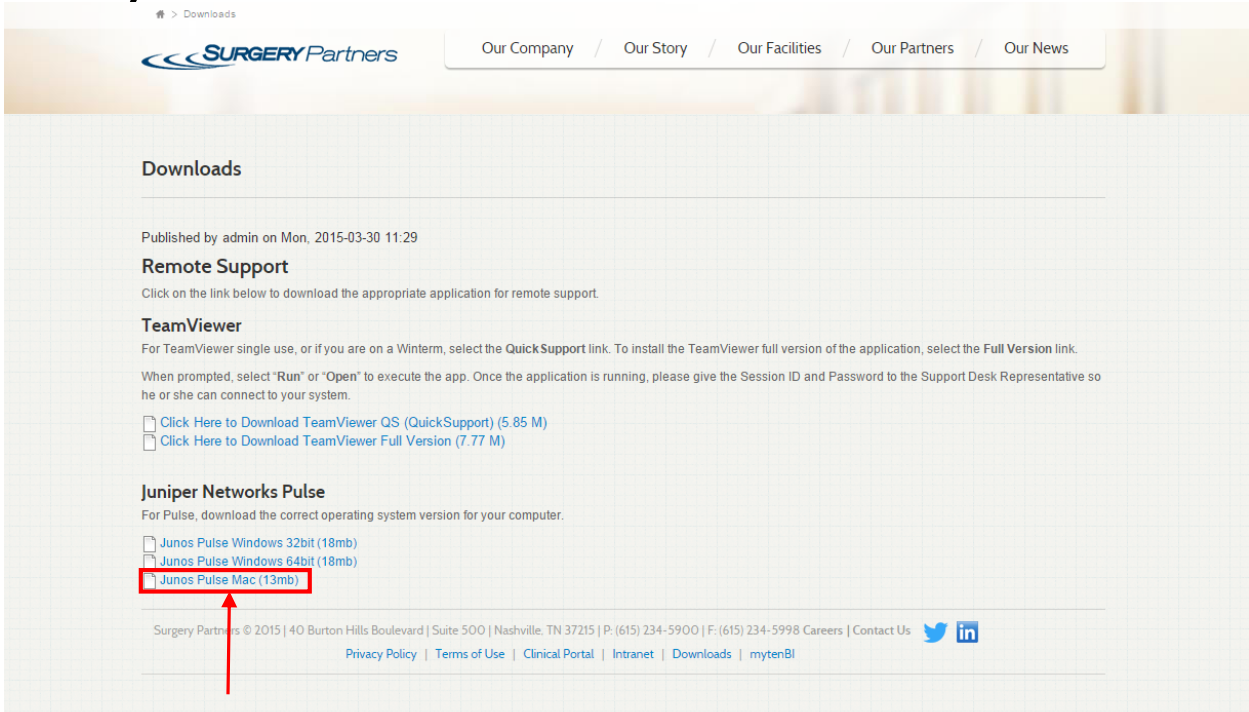 > Downloads
SURGERY Partners
Our Company / Our Story / Our Facilities / Our Partners / Our News
Downloads
Published by admin on Mon, 2015-03-30 11:29
Remote Support
Click on the link below to download the appropriate application for remote support.
TeamViewer
For TeamViewer single use, or if you are on a Winterm, select the QuickSupport link. To install the TeamViewer full version of the application, select the Full Version link.
When prompted, select “Run” or “Open” to execute the app. Once the application is running, please give the Session ID and Password to the Support Desk Representative so
he or she can connect to your system.
Click Here to Download TeamViewer QS (QuickSupport) (5.85 M)
Click Here to Download TeamViewer Full Version (7.77 M)
Juniper Networks Pulse
For Pulse, download the correct operating system version for your computer.
Junos Pulse Windows 32bit (18mb)
Junos Pulse Windows 64bit (18mb)
Junos Pulse Mac (13mb)
Surgery Partners © 2015 | 40 Burton Hills Boulevard | Suite 500 | Nashville, TN 37215 | P: (615) 234-5900 | F: (615) 234-5998 Careers | Contact Us
in
Privacy Policy | Terms of Use | Clinical Portal | Intranet | Downloads | mytenBI